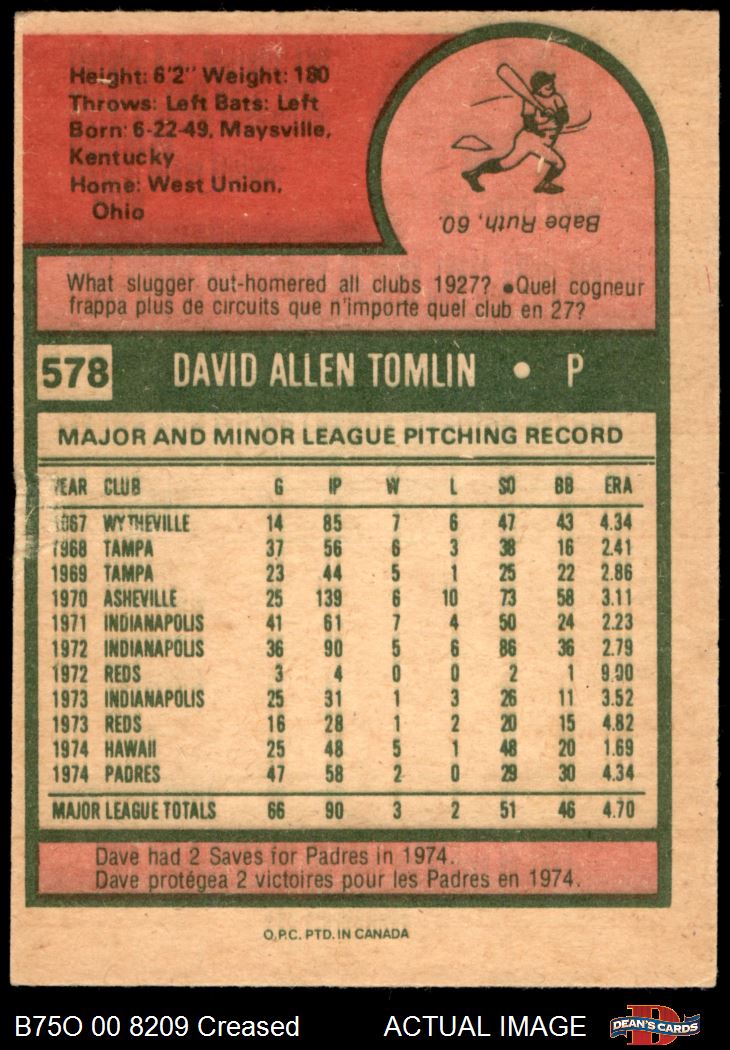 Height: 6'2" Weight: 180
Throws: Left Bats: Left
Born: 6-22-49, Maysville,
Kentucky
Home: West Union,
Ohio
Babe Ruth, 60.
What slugger out-homered all clubs 1927? •Quel cogneur
frappa plus de circuits que n'importe quel club en 27?
578 DAVID ALLEN TOMLIN • P
MAJOR AND MINOR LEAGUE PITCHING RECORD
YEAR CLUB G IP W L SO BB ERA
1967 WYTHEVILLE 14 85 7 6 47 43 4.34
1968 TAMPA 37 56 6 3 38 16 2.41
1969 TAMPA 23 44 5 1 25 22 2.86
1970 ASHEVILLE 25 139 6 10 73 58 3.11
1971 INDIANAPOLIS 41 61 7 4 50 24 2.23
1972 INDIANAPOLIS 36 90 5 6 86 36 2.79
1972 REDS 3 4 0 0 2 1 9.00
1973 INDIANAPOLIS 25 31 1 3 26 11 3.52
1973 REDS 16 28 1 2 20 15 4.82
1974 HAWAII 25 48 5 1 48 20 1.69
1974 PADRES 47 58 2 0 29 30 4.34
MAJOR LEAGUE TOTALS 66 90 3 2 51 46 4.70
Dave had 2 Saves for Padres in 1974.
Dave protégea 2 victoires pour les Padres en 1974.
O.P.C. PTD. IN CANADA
B75O 00 8209 Creased ACTUAL IMAGE DEAN'S CARDS